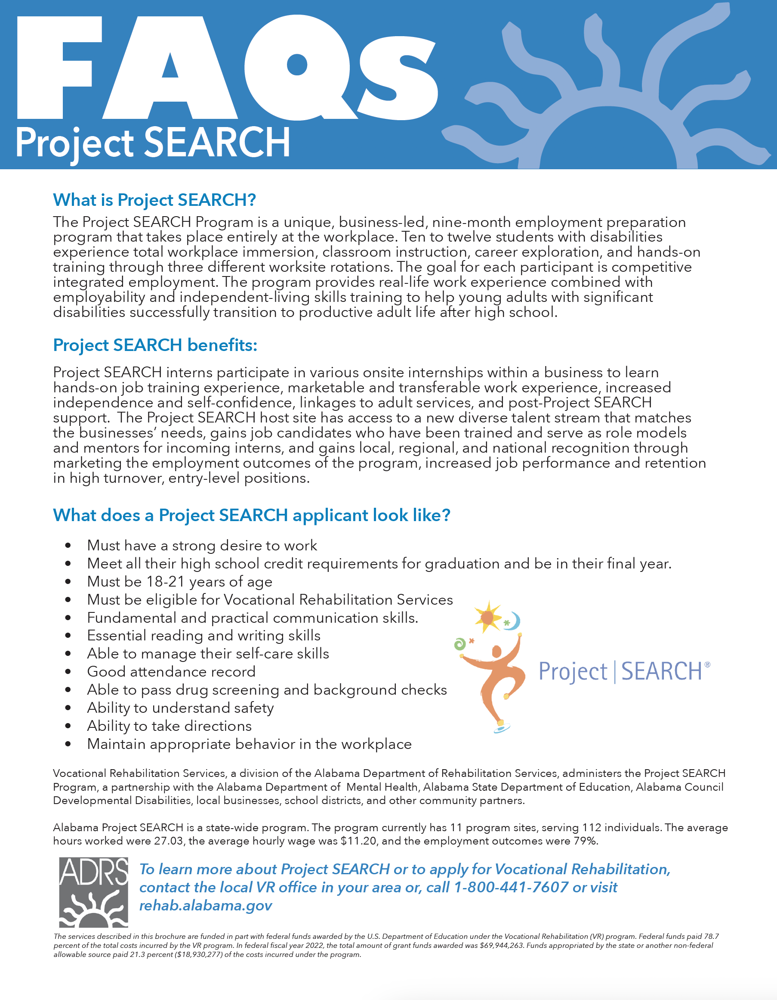 FAQs
Project SEARCH
What is Project SEARCH?
The Project SEARCH Program is a unique, business-led, nine-month employment preparation
program that takes place entirely at the workplace. Ten to twelve students with disabilities
experience total workplace immersion, classroom instruction, career exploration, and hands-on
training through three different worksite rotations. The goal for each participant is competitive
integrated employment. The program provides real-life work experience combined with
employability and independent-living skills training to help young adults with significant
disabilities successfully transition to productive adult life after high school.
Project SEARCH benefits:
Project SEARCH interns participate in various onsite internships within a business to learn
hands-on job training experience, marketable and transferable work experience, increased
independence and self-confidence, linkages to adult services, and post-Project SEARCH
support.  The Project SEARCH host site has access to a new diverse talent stream that matches
the businesses’ needs, gains job candidates who have been trained and serve as role models
and mentors for incoming interns, and gains local, regional, and national recognition through
marketing the employment outcomes of the program, increased job performance and retention
in high turnover, entry-level positions.
What does a Project SEARCH applicant look like?
• Must have a strong desire to work
• Meet all their high school credit requirements for graduation and be in their final year.
• Must be 18-21 years of age
• Must be eligible for Vocational Rehabilitation Services
• Fundamental and practical communication skills.
• Essential reading and writing skills
• Able to manage their self-care skills
• Good attendance record
• Able to pass drug screening and background checks
• Ability to understand safety
• Ability to take directions
• Maintain appropriate behavior in the workplace
Project | SEARCH®
Vocational Rehabilitation Services, a division of the Alabama Department of Rehabilitation Services, administers the Project SEARCH
Program, a partnership with the Alabama Department of  Mental Health, Alabama State Department of Education, Alabama Council
Developmental Disabilities, local businesses, school districts, and other community partners.
Alabama Project SEARCH is a state-wide program. The program currently has 11 program sites, serving 112 individuals. The average
hours worked were 27.03, the average hourly wage was $11.20, and the employment outcomes were 79%.
ADRS
To learn more about Project SEARCH or to apply for Vocational Rehabilitation,
contact the local VR office in your area or, call 1-800-441-7607 or visit
rehab.alabama.gov
The services described in this brochure are funded in part with federal funds awarded by the U.S. Department of Education under the Vocational Rehabilitation (VR) program. Federal funds paid 78.7
percent of the total costs incurred by the VR program. In federal fiscal year 2022, the total amount of grant funds awarded was $69,944,263. Funds appropriated by the state or another non-federal
allowable source paid 21.3 percent ($18,930,277) of the costs incurred under the program.